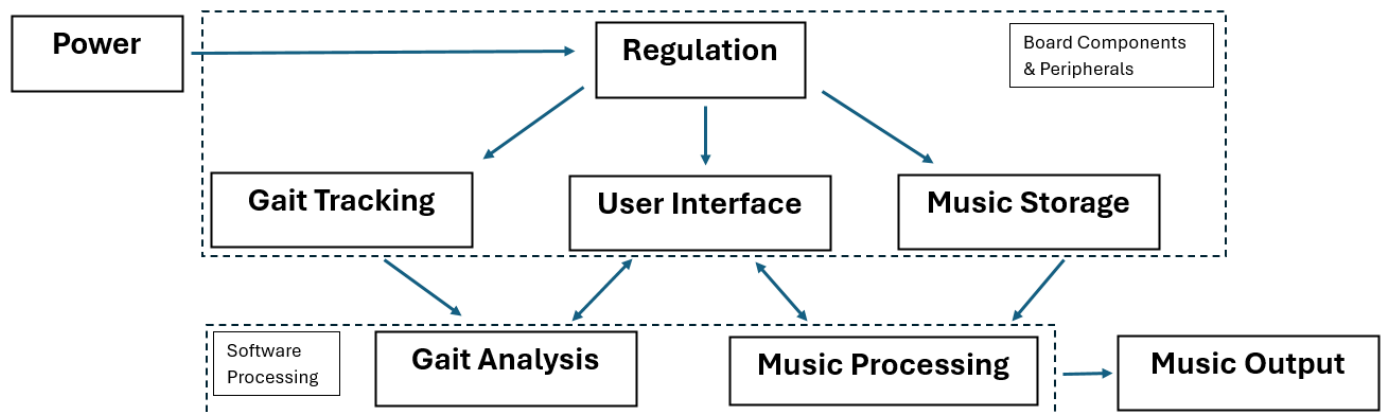 Power
Regulation
Board Components
& Peripherals
Gait Tracking
User Interface
Music Storage
Software
Processing
Gait Analysis
Music Processing
Music Output